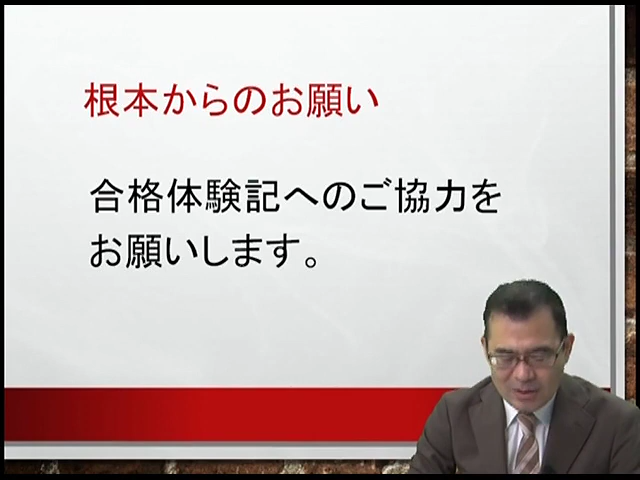 根本からのお願い
合格体験記へのご協力を
お願いします。